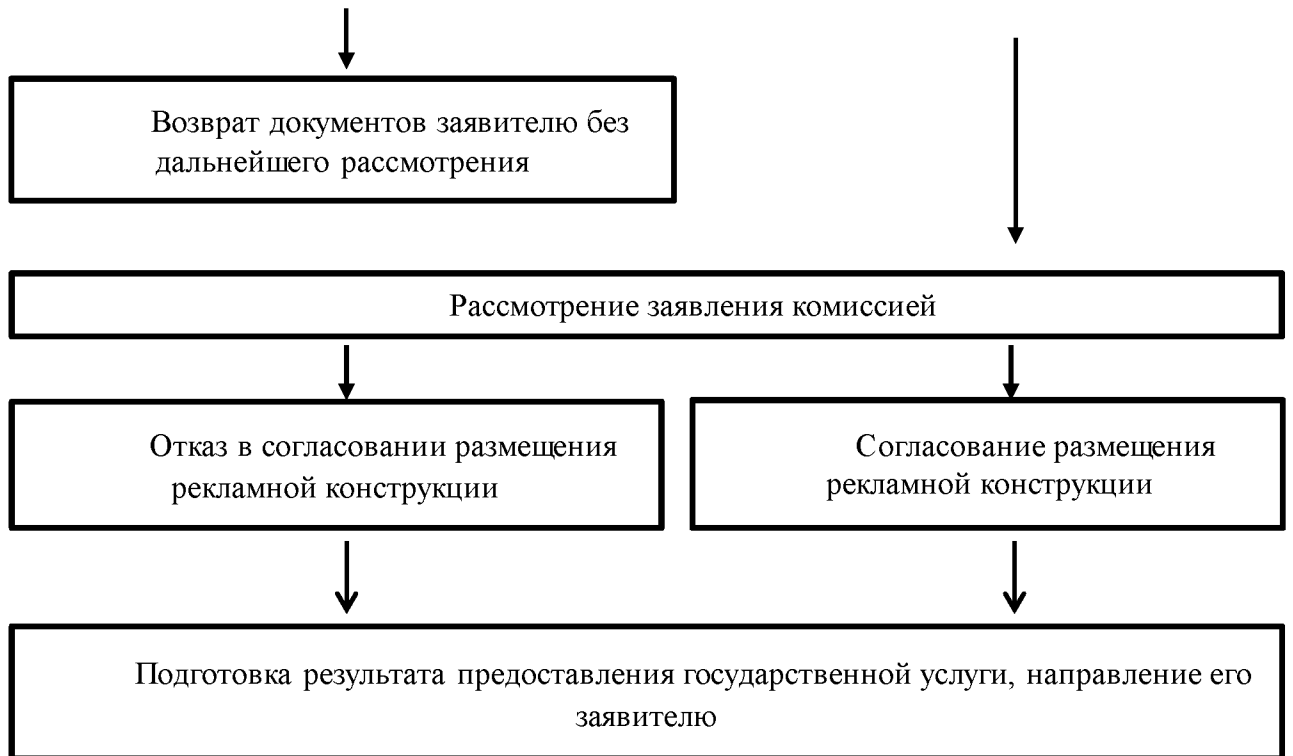 Возврат документов заявителю без
дальнейшего рассмотрения
Рассмотрение заявления комиссией
Отказ в согласовании размещения
рекламной конструкции
Согласование размещения
рекламной конструкции
Подготовка результата предоставления государственной услуги, направление его
заявителю